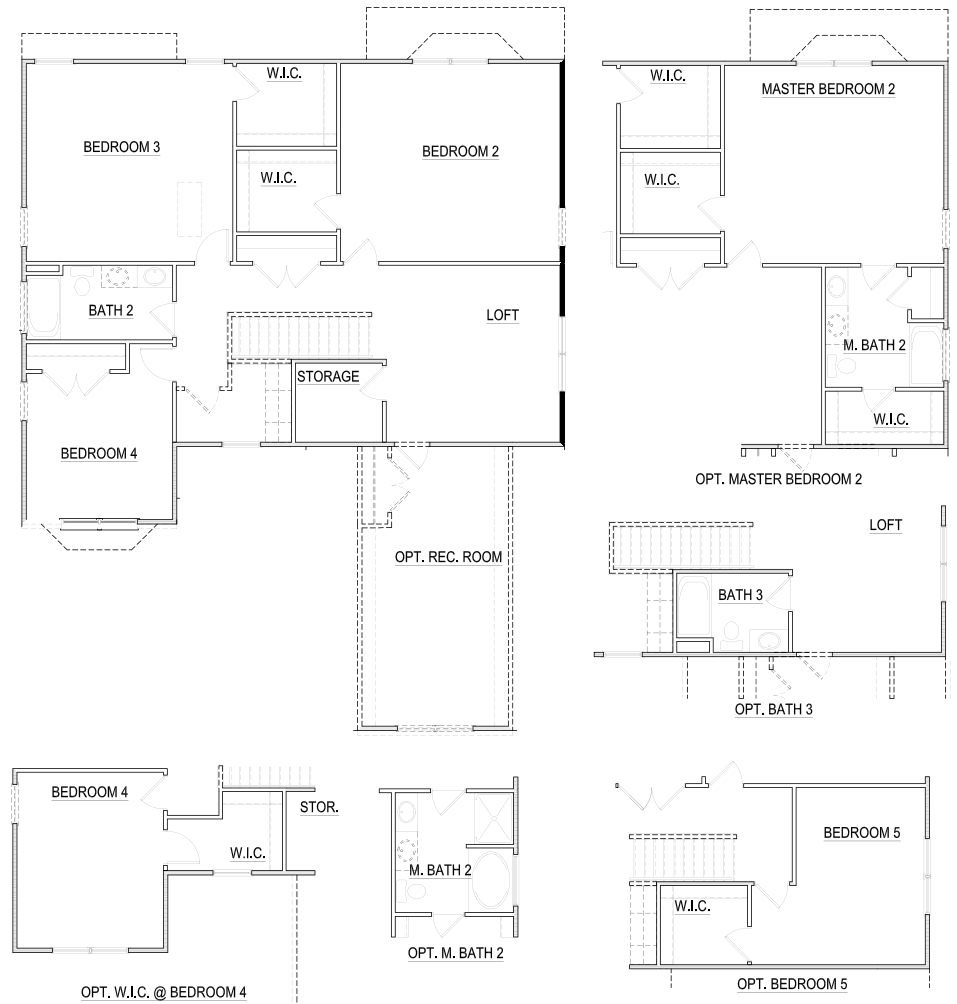 W.I.C.
BEDROOM 3
BEDROOM 2
W.I.C.
BATH 2
LOFT
STORAGE
BEDROOM 4
OPT. REC. ROOM
W.I.C.
MASTER BEDROOM 2
W.I.C.
M. BATH 2
W.I.C.
OPT. MASTER BEDROOM 2
LOFT
BATH 3
OPT. BATH 3
BEDROOM 4
STOR.
W.I.C.
OPT. W.I.C. @ BEDROOM 4
M. BATH 2
OPT. M. BATH 2
BEDROOM 5
W.I.C.
OPT. BEDROOM 5